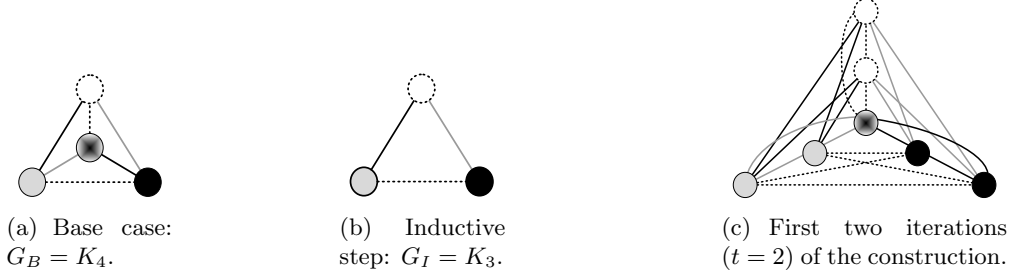 (a) Base case:
G_B = K_4.
(b) Inductive
step: G_I = K_3.
(c) First two iterations
(t = 2) of the construction.